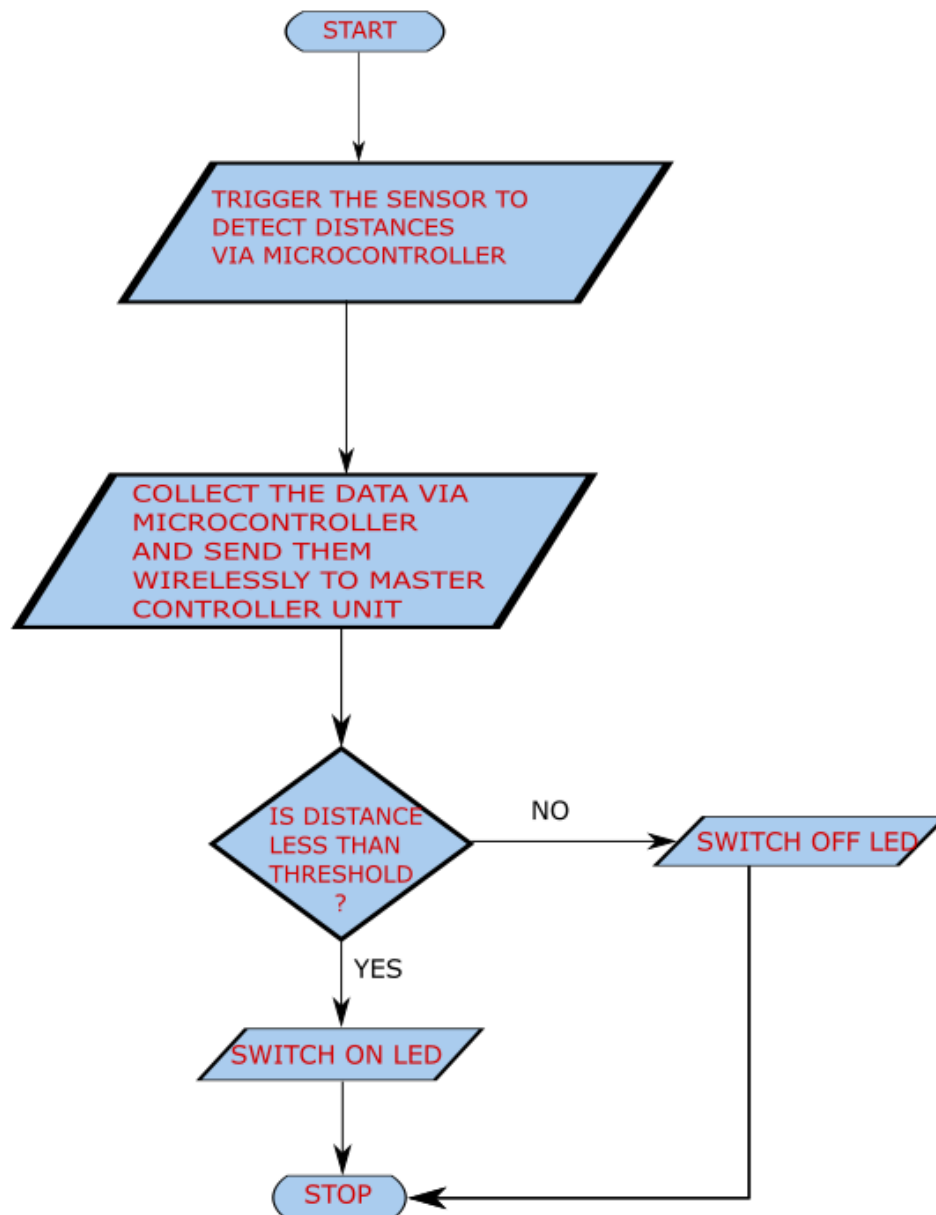 START
TRIGGER THE SENSOR TO
DETECT DISTANCES
VIA MICROCONTROLLER
COLLECT THE DATA VIA
MICROCONTROLLER
AND SEND THEM
WIRELESSLY TO MASTER
CONTROLLER UNIT
IS DISTANCE
LESS THAN
THRESHOLD
?
NO
SWITCH OFF LED
YES
SWITCH ON LED
STOP